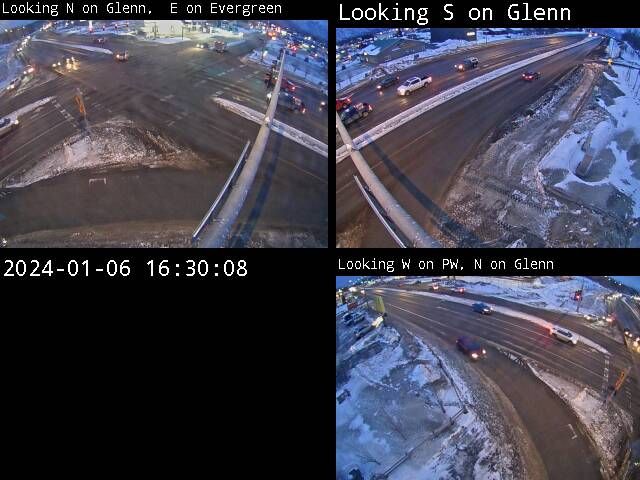 Looking N on Glenn, E on Evergreen
Looking S on Glenn
2024-01-06 16:30:08
Looking W on PW, N on Glenn